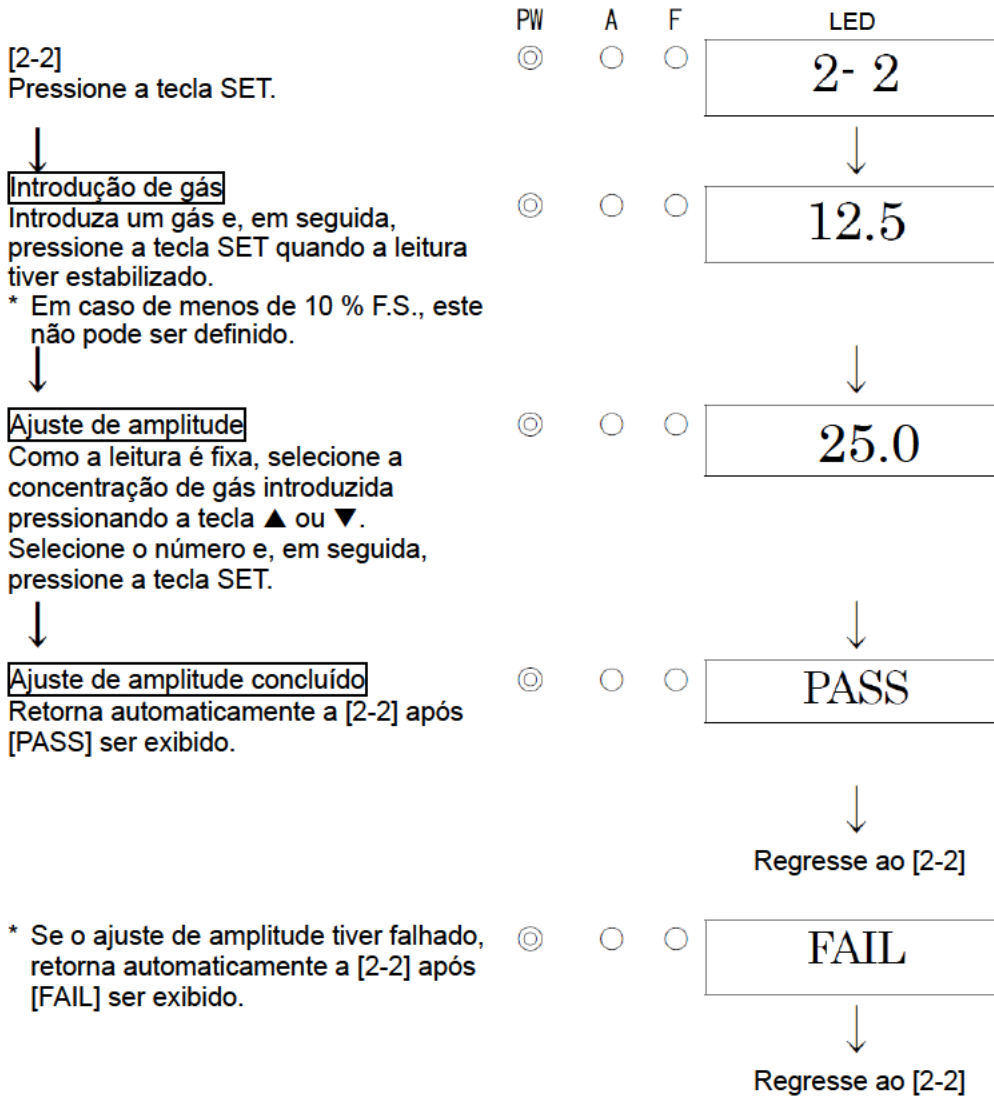 PW A F LED
[2-2]
Pressione a tecla SET.
2- 2
Introdução de gás
Introduza um gás e, em seguida,
pressione a tecla SET quando a leitura
tiver estabilizado.
* Em caso de menos de 10 % F.S., este
não pode ser definido.
12.5
Ajuste de amplitude
Como a leitura é fixa, selecione a
concentração de gás introduzida
pressionando a tecla ▲ ou ▼.
Selecione o número e, em seguida,
pressione a tecla SET.
25.0
Ajuste de amplitude concluído
Retorna automaticamente a [2-2] após
[PASS] ser exibido.
PASS
Regresse ao [2-2]
* Se o ajuste de amplitude tiver falhado,
retorna automaticamente a [2-2] após
[FAIL] ser exibido.
FAIL
Regresse ao [2-2]